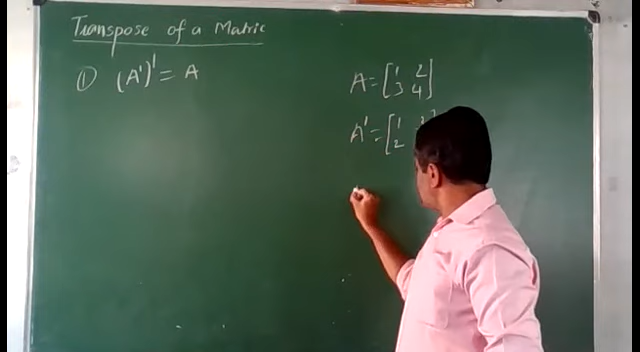 Transpose of a Matric
① (A')' = A
A = [1 2
3 4]
A' = [1
2